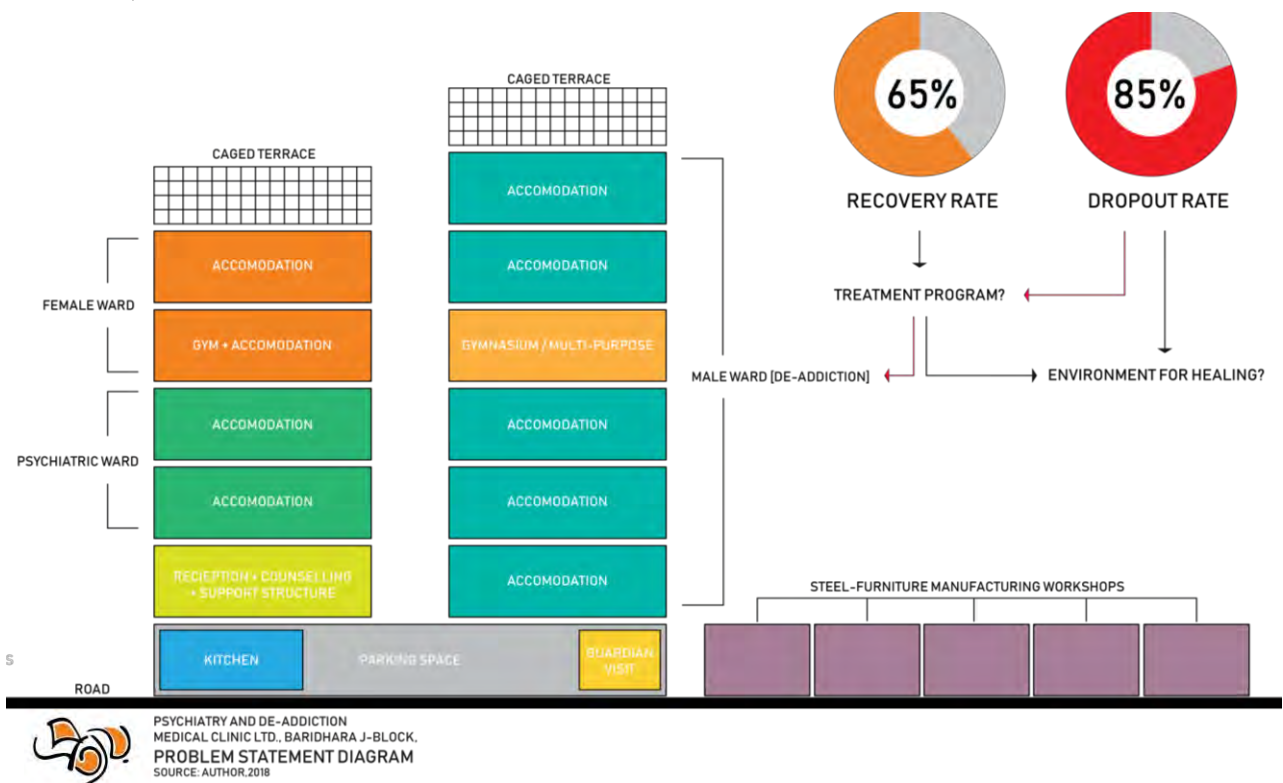 CAGED TERRACE
65%
85%
CAGED TERRACE
ACCOMODATION
RECOVERY RATE
DROPOUT RATE
ACCOMODATION
ACCOMODATION
FEMALE WARD
TREATMENT PROGRAM?
GYM + ACCOMODATION
GYMNASIUM / MULTI-PURPOSE
MALE WARD [DE-ADDICTION]
ENVIRONMENT FOR HEALING?
ACCOMODATION
ACCOMODATION
PSYCHIATRIC WARD
ACCOMODATION
ACCOMODATION
RECIEPTION + COUNSELLING
+ SUPPORT STRUCTURE
ACCOMODATION
STEEL-FURNITURE MANUFACTURING WORKSHOPS
S
KITCHEN
PARKING SPACE
GUARDIAN
VISIT
ROAD
PSYCHIATRY AND DE-ADDICTION
MEDICAL CLINIC LTD., BARIDHARA J-BLOCK,
PROBLEM STATEMENT DIAGRAM
SOURCE: AUTHOR,2018